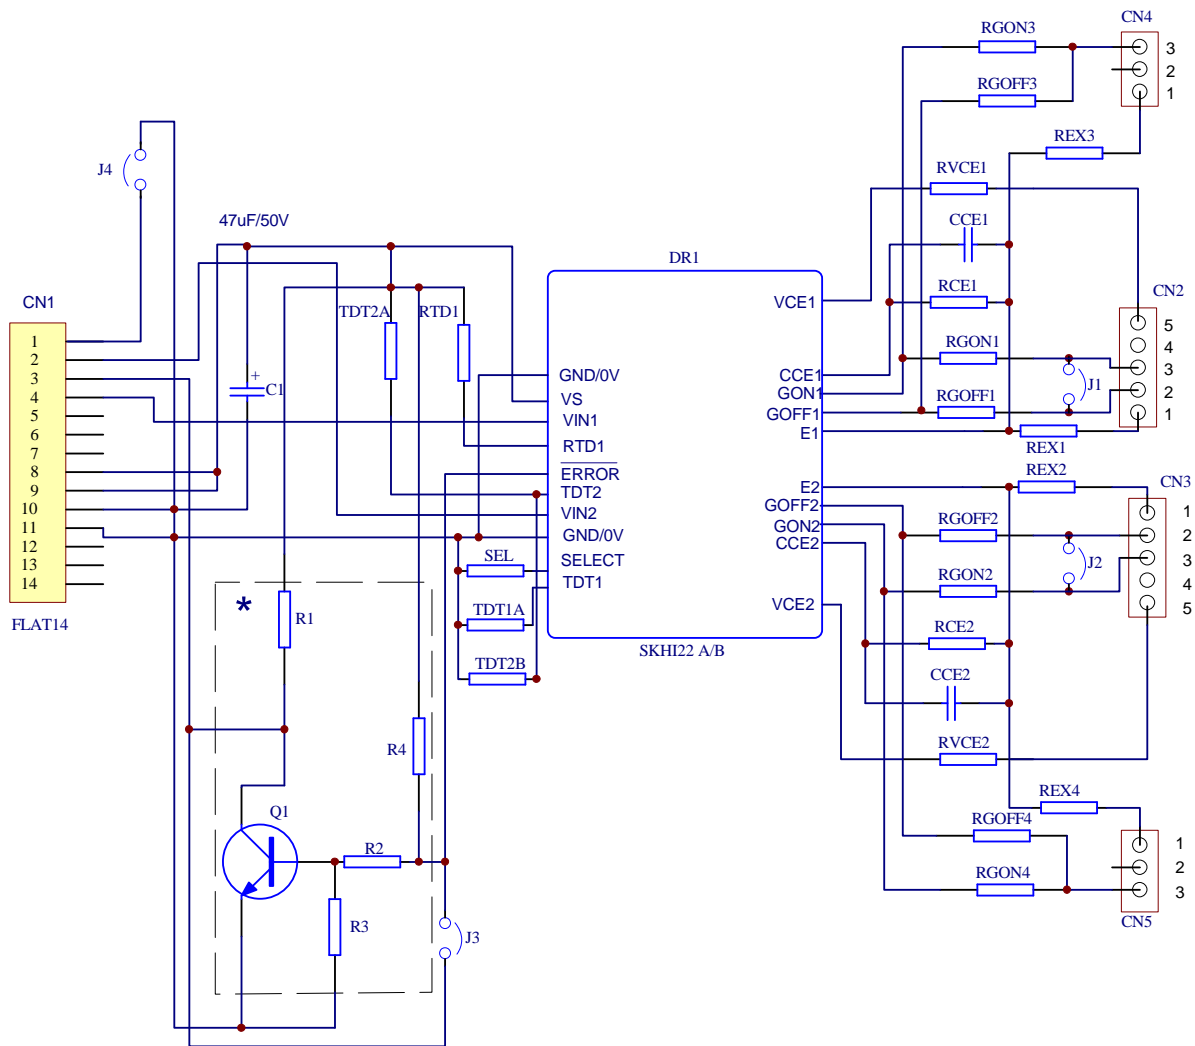 CN4
RGON3
3
2
1
RGOFF3
REX3
J4
RVCE1
47uF/50V
CCE1
DR1
CN1
TDT2A
RTD1
VCE1
RCE1
CN2
1
2
3
4
5
6
7
8
9
10
11
12
13
14
FLAT14
+
C1
GND/0V
VS
VIN1
RTD1
ERROR
TDT2
VIN2
GND/0V
SELECT
TDT1
CCE1
GON1
GOFF1
E1
E2
GOFF2
GON2
CCE2
VCE2
SKHI22 A/B
RGON1
J1
RGOFF1
REX1
5
4
3
2
1
REX2
CN3
RGOFF2
J2
RGON2
1
2
3
4
5
SEL
TDT1A
TDT2B
*
R1
RCE2
CCE2
RVCE2
R4
Q1
R2
R3
J3
REX4
RGOFF4
RGON4
1
2
3
CN5